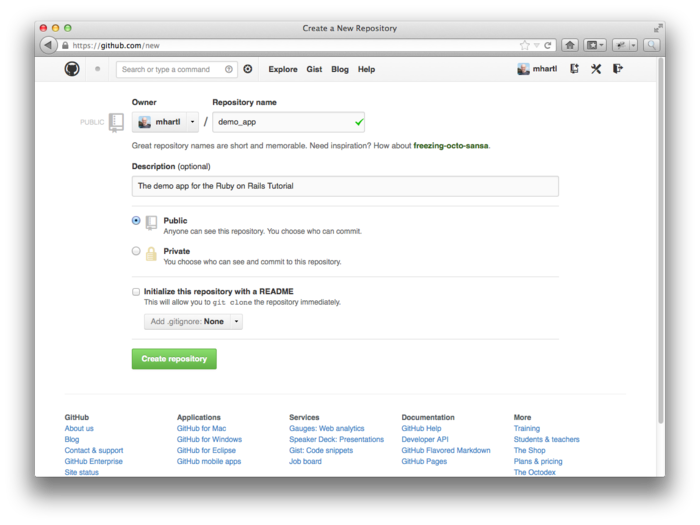 Create a New Repository
https://github.com/new
Search or type a command
Explore Gist Blog Help
mhartl
Owner Repository name
PUBLIC mhartl / demo_app
Great repository names are short and memorable. Need inspiration? How about freezing-octo-sansa.
Description (optional)
The demo app for the Ruby on Rails Tutorial
Public
Anyone can see this repository. You choose who can commit.
Private
You choose who can see and commit to this repository.
Initialize this repository with a README
This will allow you to git clone the repository immediately.
Add .gitignore: None
Create repository
GitHub Applications Services Documentation More
About us GitHub for Mac Gauges: Web analytics GitHub Help Training
Blog GitHub for Windows Speaker Deck: Presentations Developer API Students & teachers
Contact & support GitHub for Eclipse Gist: Code snippets GitHub Flavored Markdown The Shop
GitHub Enterprise GitHub mobile apps Job board GitHub Pages Plans & pricing
Site status The Octodex